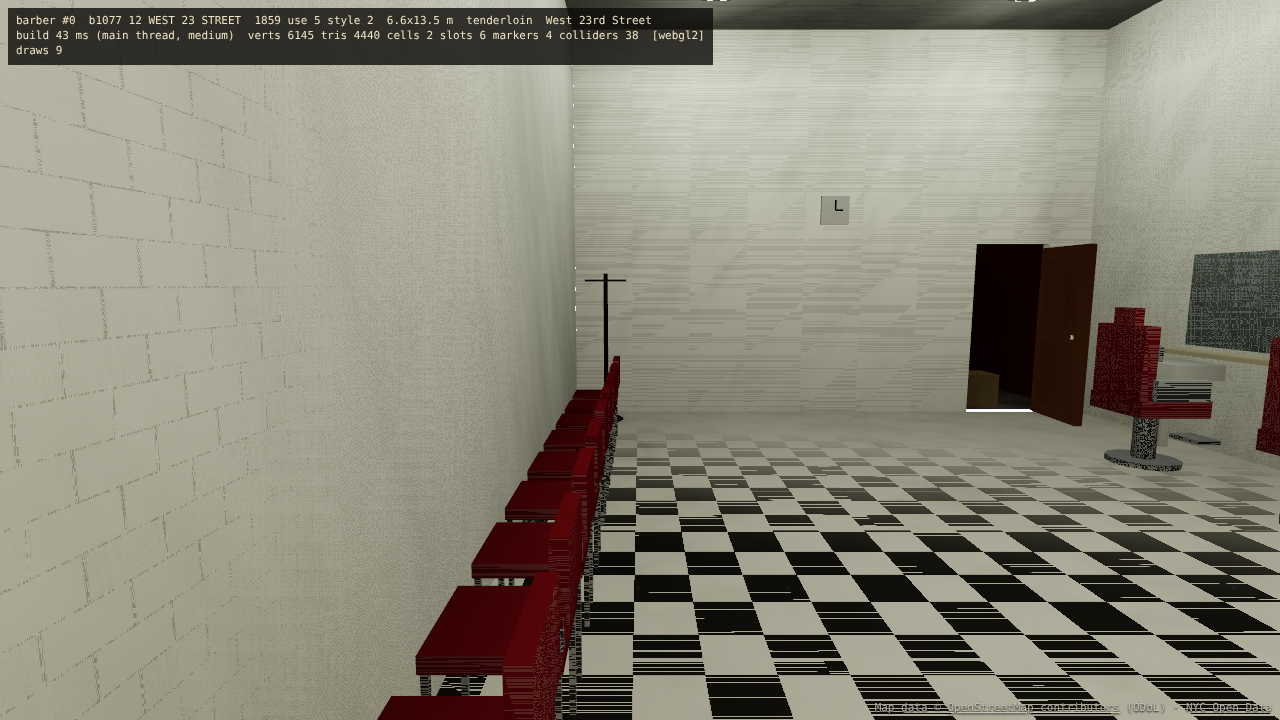 barber #0  b1077 12 WEST 23 STREET  1859 use 5 style 2  6.6x13.5 m  tenderloin  West 23rd Street
build 43 ms (main thread, medium)  verts 6145 tris 4440 cells 2 slots 6 markers 4 colliders 38  [webgl2]
draws 9
Map data © OpenStreetMap contributors (ODbL) · NYC Open Data